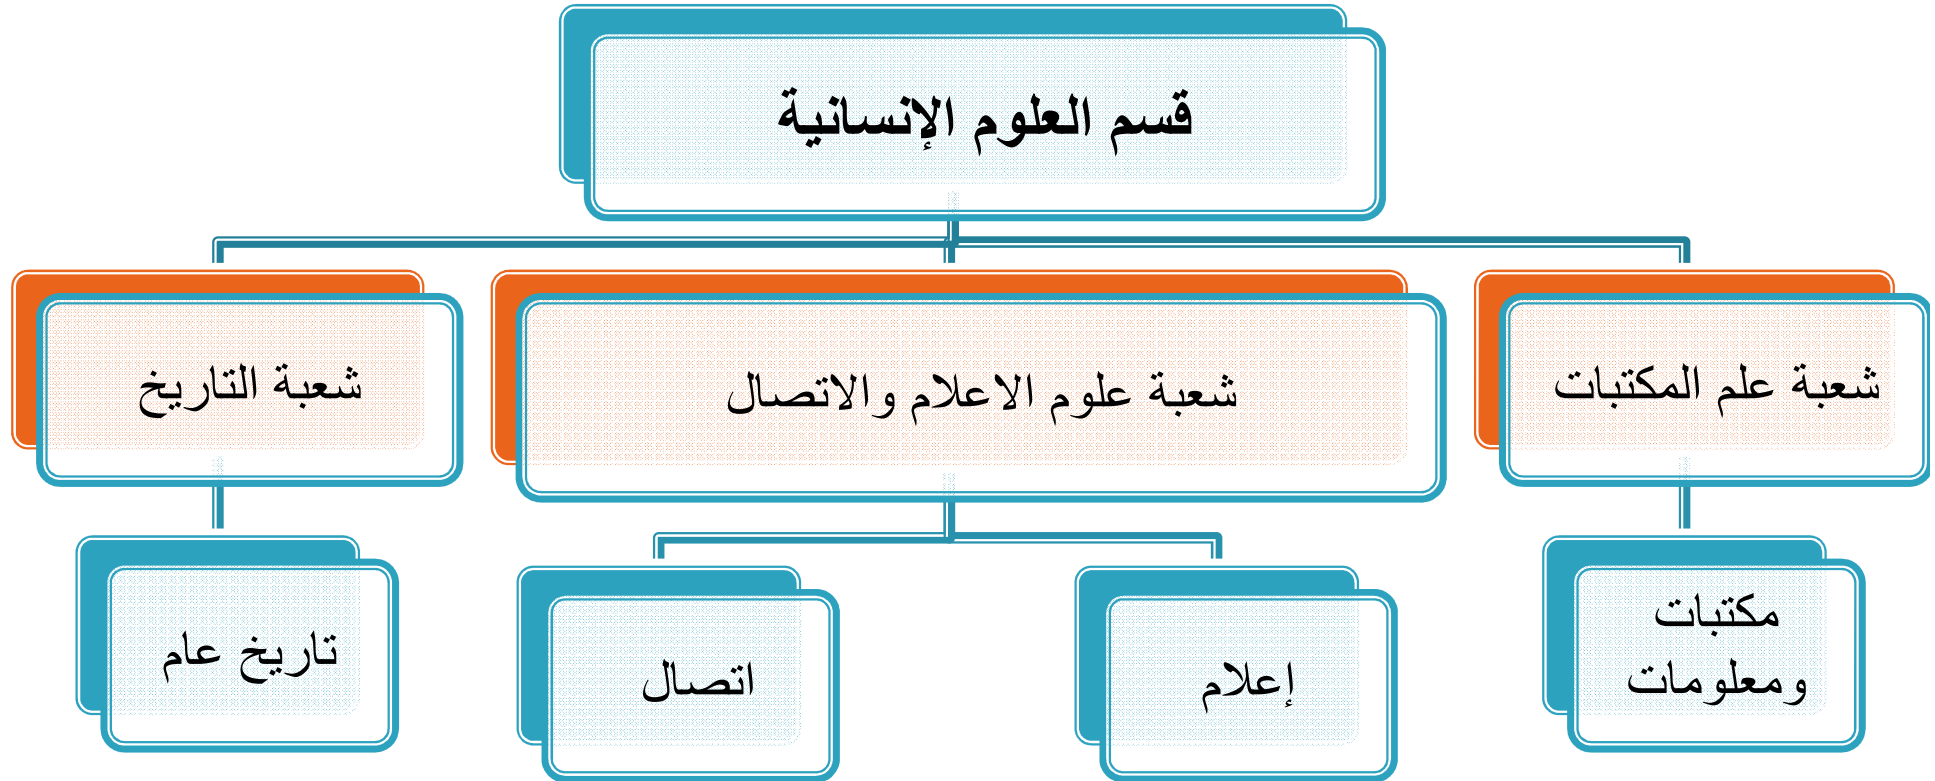 قسم العلوم الإنسانية
شعبة علم المكتبات
شعبة علوم الاعلام والاتصال
شعبة التاريخ
مكتبات
ومعلومات
إعلام
اتصال
تاريخ عام